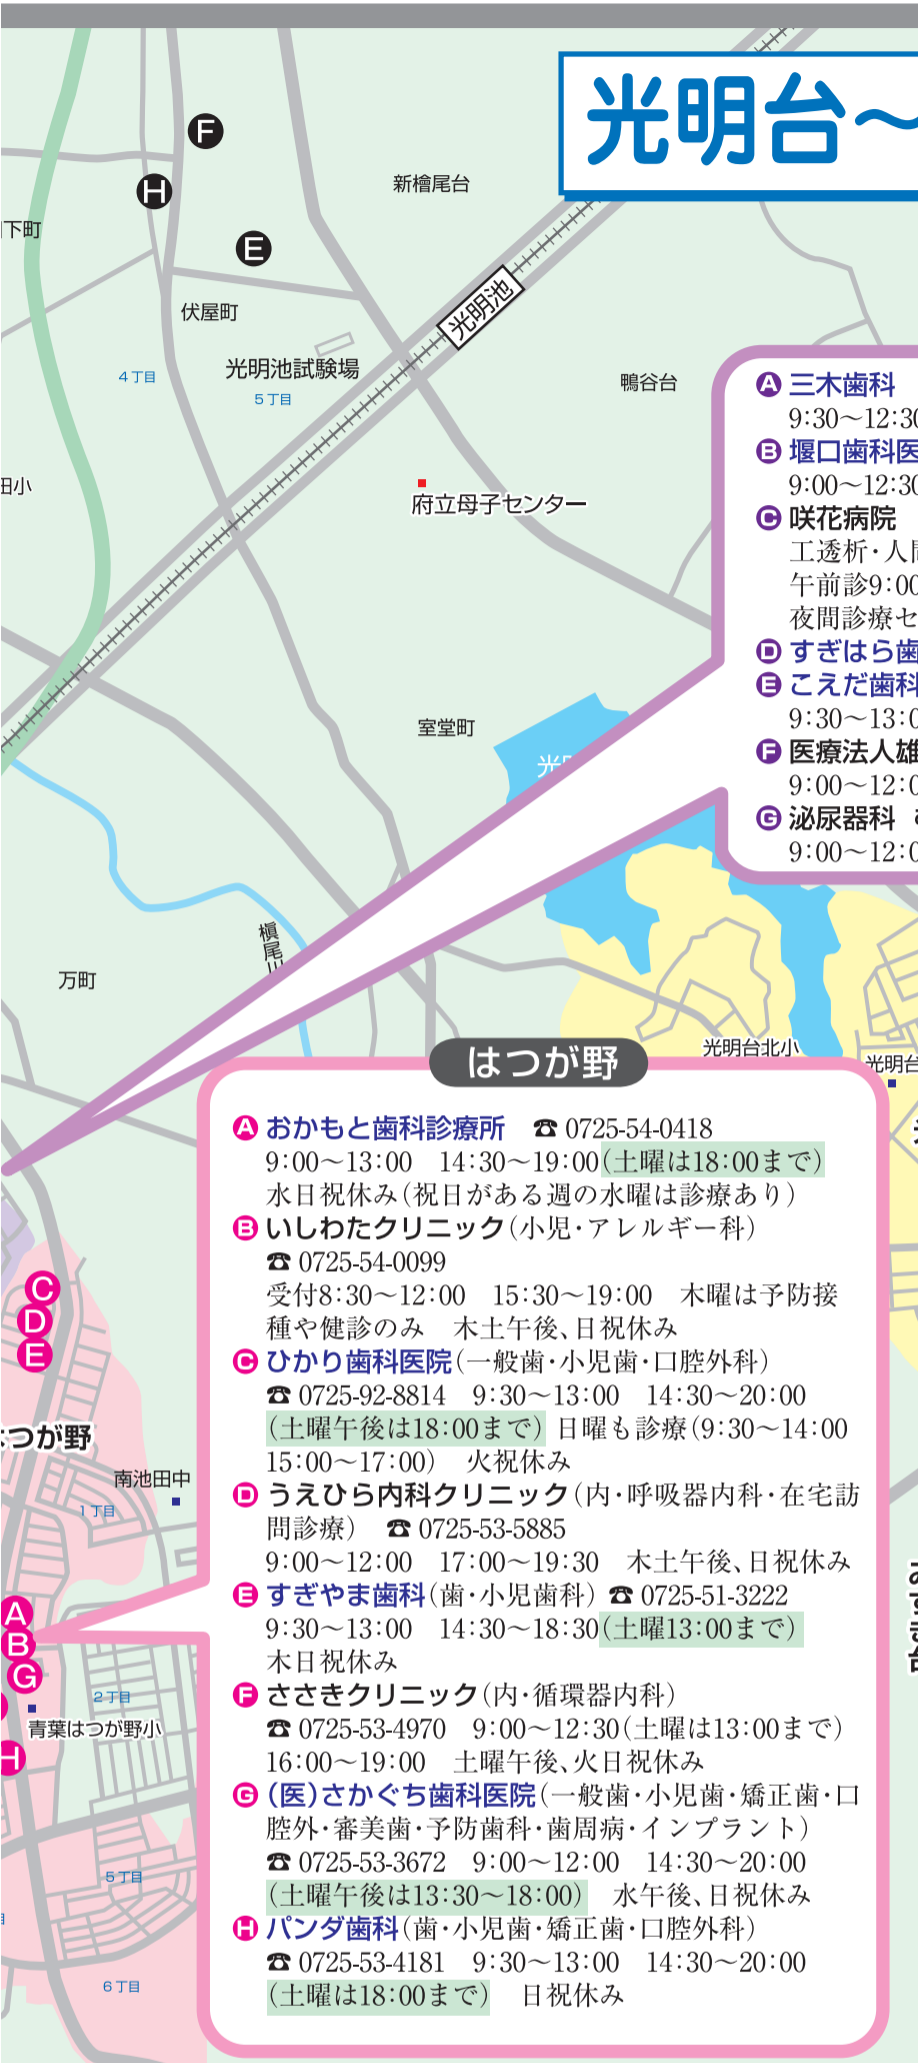 光明台〜
F
H
新檜尾台
下町
E
伏屋町
光明池
光明池試験場
4丁目
5丁目
鴨谷台
田小
府立母子センター
A 三木歯科
9:30〜12:30
B 堰口歯科医
9:00〜12:30
C 咲花病院
工透析・人間
午前診9:00
夜間診療セ
D すぎはら歯
E こえだ歯科
9:30〜13:0
F 医療法人雄
9:00〜12:0
G 泌尿器科
9:00〜12:0
室堂町
光明
槇尾川
万町
光明台北小
光明台
はつが野
A おかもと歯科診療所 ☎ 0725-54-0418
9:00〜13:00 14:30〜19:00(土曜は18:00まで)
水日祝休み(祝日がある週の水曜は診療あり)
B いしわたクリニック(小児・アレルギー科)
☎ 0725-54-0099
受付8:30〜12:00 15:30〜19:00 木曜は予防接
種や健診のみ 木土午後、日祝休み
C ひかり歯科医院(一般歯・小児歯・口腔外科)
☎ 0725-92-8814 9:30〜13:00 14:30〜20:00
(土曜午後は18:00まで) 日曜も診療(9:30〜14:00
15:00〜17:00) 火祝休み
D うえひら内科クリニック(内・呼吸器内科・在宅訪
問診療) ☎ 0725-53-5885
9:00〜12:00 17:00〜19:30 木土午後、日祝休み
E すぎやま歯科(歯・小児歯科) ☎ 0725-51-3222
9:30〜13:00 14:30〜18:30(土曜13:00まで)
木日祝休み
F ささきクリニック(内・循環器内科)
☎ 0725-53-4970 9:00〜12:30(土曜は13:00まで)
16:00〜19:00 土曜午後、火日祝休み
G (医)さかぐち歯科医院(一般歯・小児歯・矯正歯・口
腔外・審美歯・予防歯科・歯周病・インプラント)
☎ 0725-53-3672 9:00〜12:00 14:30〜20:00
(土曜午後は13:30〜18:00) 水午後、日祝休み
H パンダ歯科(歯・小児歯・矯正歯・口腔外科)
☎ 0725-53-4181 9:30〜13:00 14:30〜20:00
(土曜は18:00まで) 日祝休み
C
D
E
はつが野
南池田中
1丁目
A
B
G
2丁目
青葉はつが野小
H
5丁目
6丁目